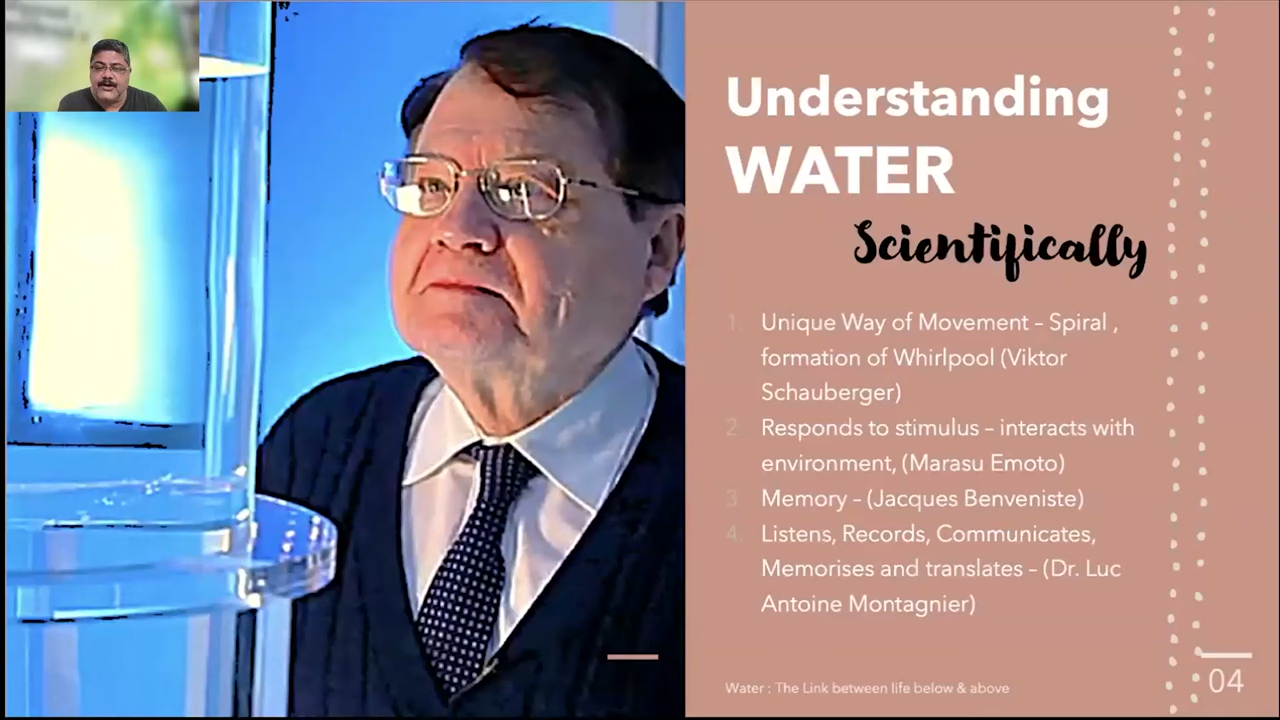 Understanding
WATER
Scientifically
1. Unique Way of Movement – Spiral ,
formation of Whirlpool (Viktor
Schauberger)
2. Responds to stimulus – interacts with
environment, (Marasu Emoto)
3. Memory – (Jacques Benveniste)
4. Listens, Records, Communicates,
Memorises and translates – (Dr. Luc
Antoine Montagnier)
Water : The Link between life below & above
04